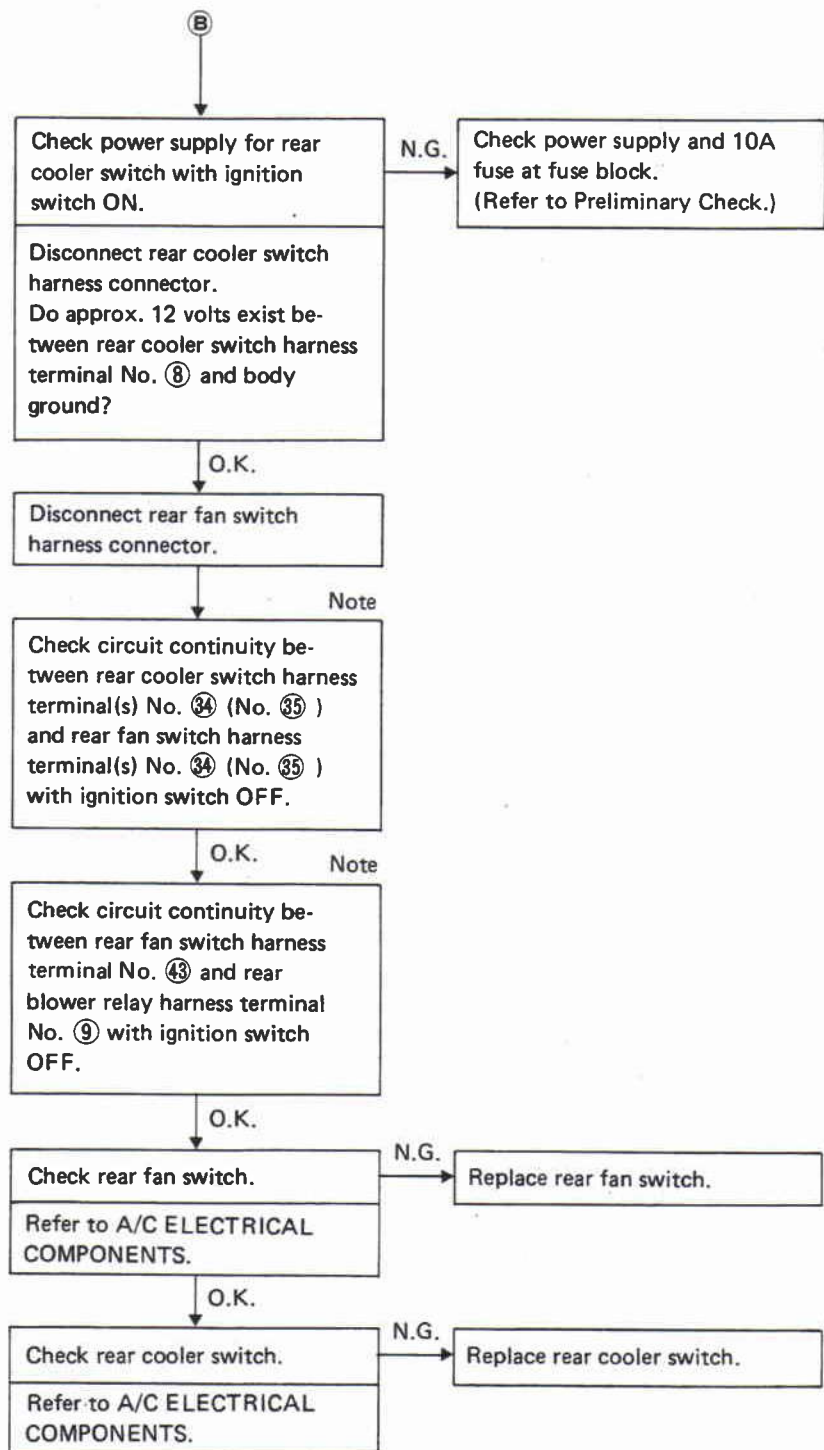 Ⓑ
Check power supply for rear
cooler switch with ignition
switch ON.
N.G.
Check power supply and 10A
fuse at fuse block.
(Refer to Preliminary Check.)
Disconnect rear cooler switch
harness connector.
Do approx. 12 volts exist be-
tween rear cooler switch harness
terminal No. ⑧ and body
ground?
O.K.
Disconnect rear fan switch
harness connector.
Note
Check circuit continuity be-
tween rear cooler switch harness
terminal(s) No. ㉞ (No. ㉟ )
and rear fan switch harness
terminal(s) No. ㉞ (No. ㉟ )
with ignition switch OFF.
O.K.
Note
Check circuit continuity be-
tween rear fan switch harness
terminal No. ㊸ and rear
blower relay harness terminal
No. ⑨ with ignition switch
OFF.
O.K.
Check rear fan switch.
N.G.
Replace rear fan switch.
Refer to A/C ELECTRICAL
COMPONENTS.
O.K.
Check rear cooler switch.
N.G.
Replace rear cooler switch.
Refer to A/C ELECTRICAL
COMPONENTS.